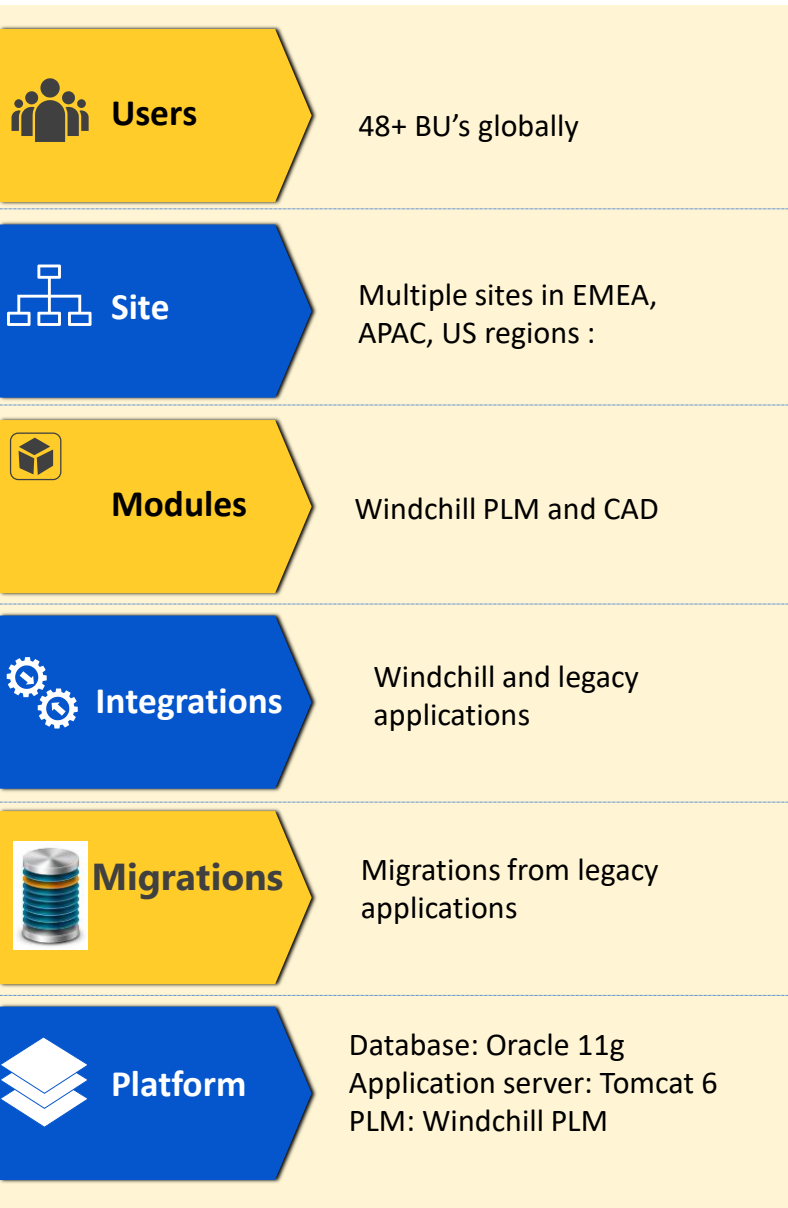 Users
48+ BU’s globally
Site
Multiple sites in EMEA,
APAC, US regions :
Modules
Windchill PLM and CAD
Integrations
Windchill and legacy
applications
Migrations
Migrations from legacy
applications
Platform
Database: Oracle 11g
Application server: Tomcat 6
PLM: Windchill PLM